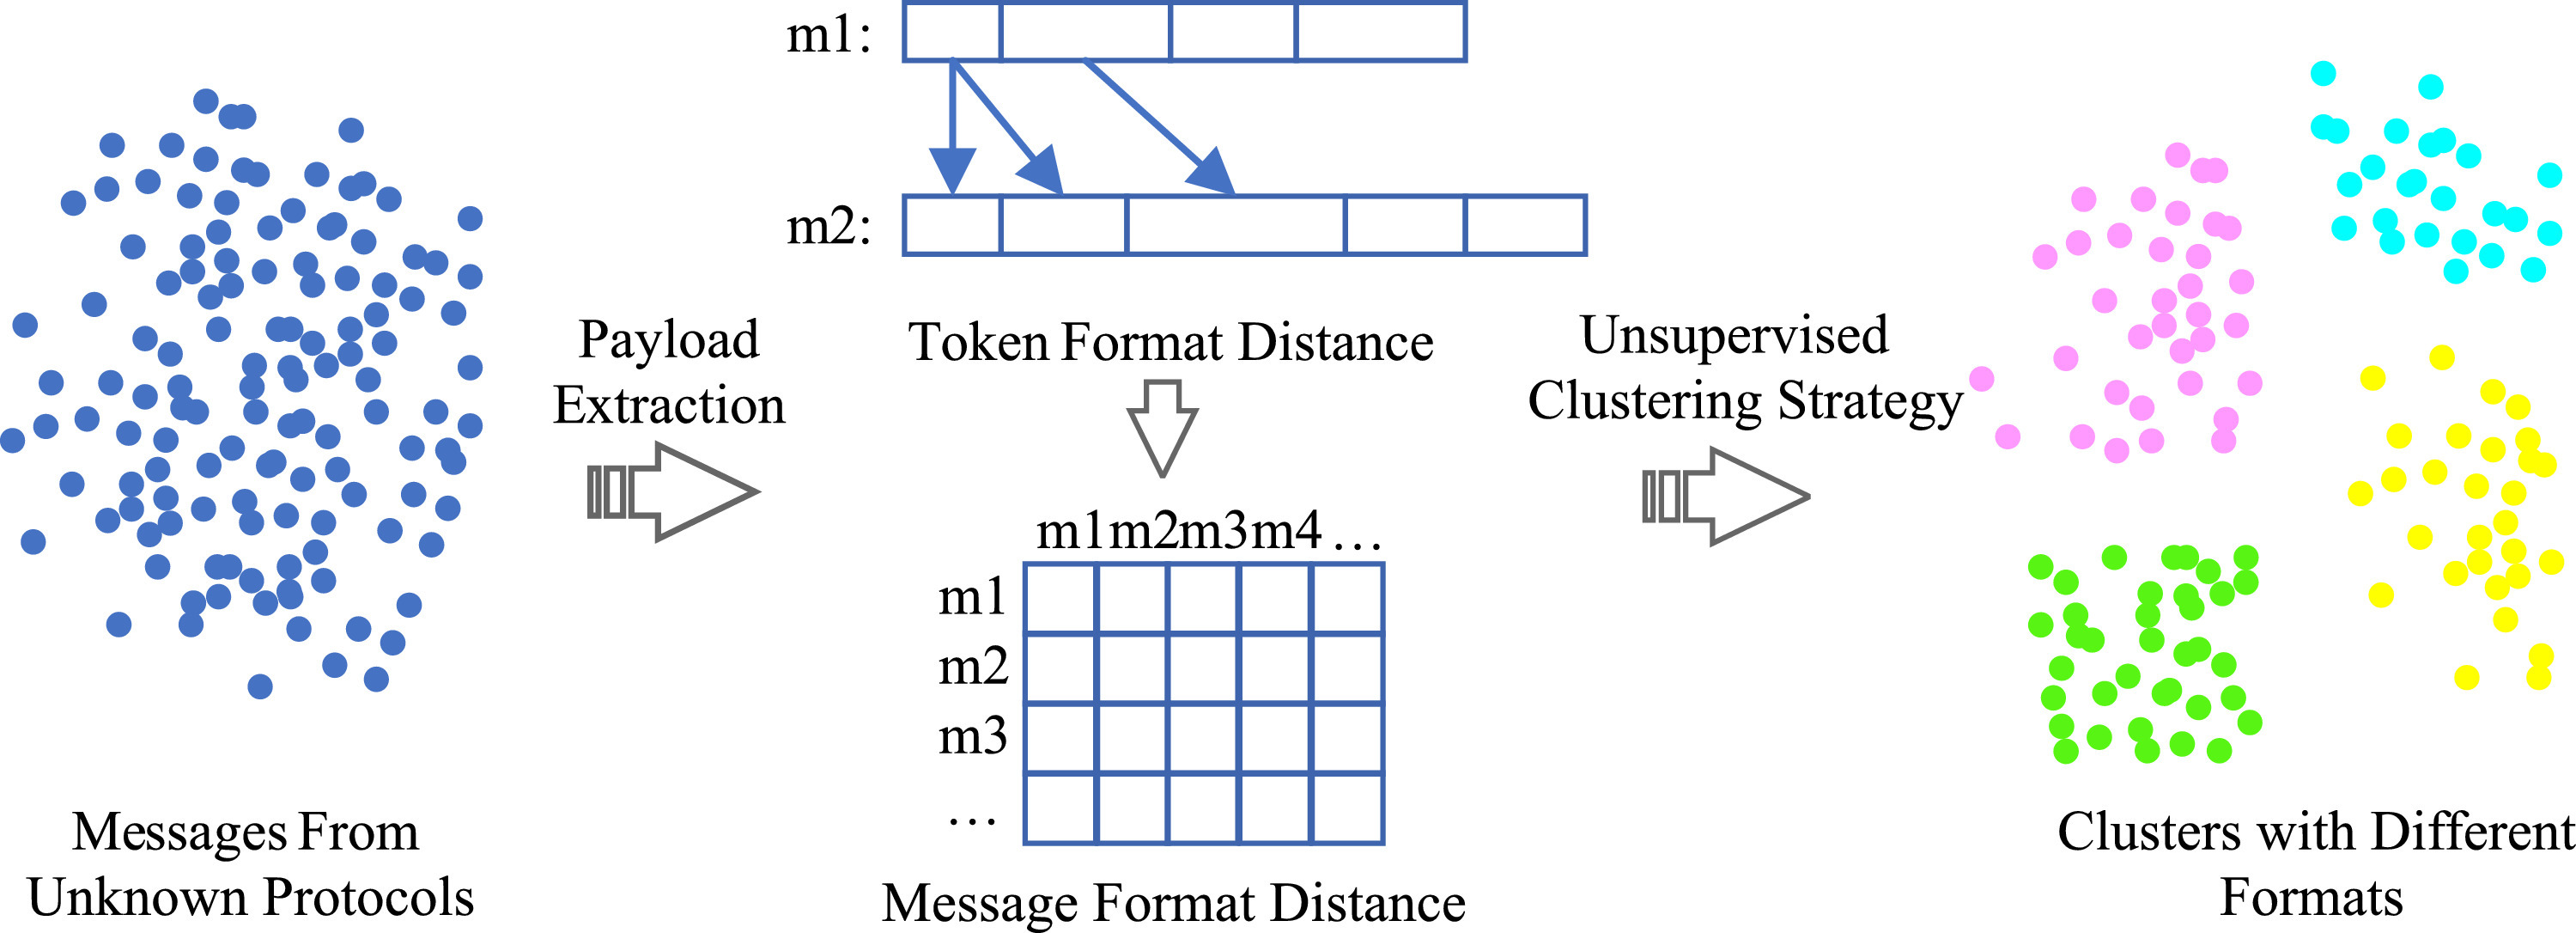 m1:
m2:
Token Format Distance
Payload
Extraction
Unsupervised
Clustering Strategy
m1m2m3m4 ...
m1
m2
m3
...
Messages From
Unknown Protocols
Message Format Distance
Clusters with Different
Formats